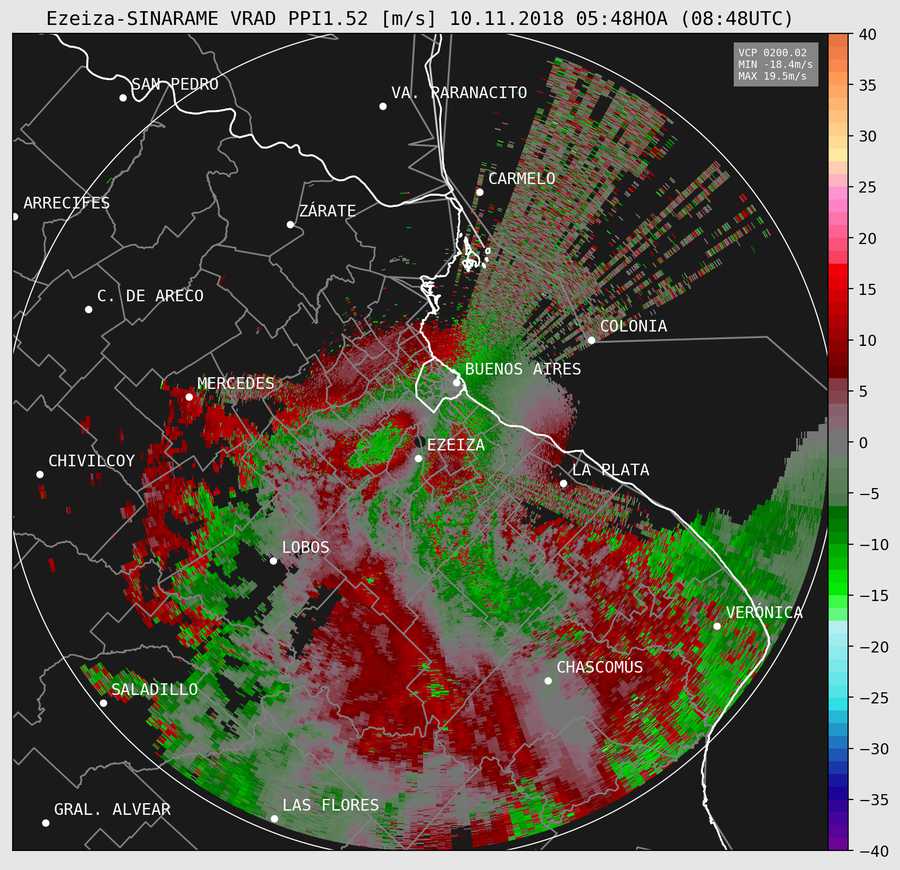 Ezeiza-SINARAME VRAD PPI1.52 [m/s] 10.11.2018 05:48HOA (08:48UTC)
VCP 0200.02
MIN -18.4m/s
MAX 19.5m/s
SAN PEDRO
VA. PARANACITO
CARMELO
ARRECIFES
ZÁRATE
C. DE ARECO
COLONIA
BUENOS AIRES
MERCEDES
EZEIZA
CHIVILCOY
LA PLATA
LOBOS
VERÓNICA
CHASCOMÚS
SALADILLO
LAS FLORES
GRAL. ALVEAR
40
35
30
25
20
15
10
5
0
−5
−10
−15
−20
−25
−30
−35
−40